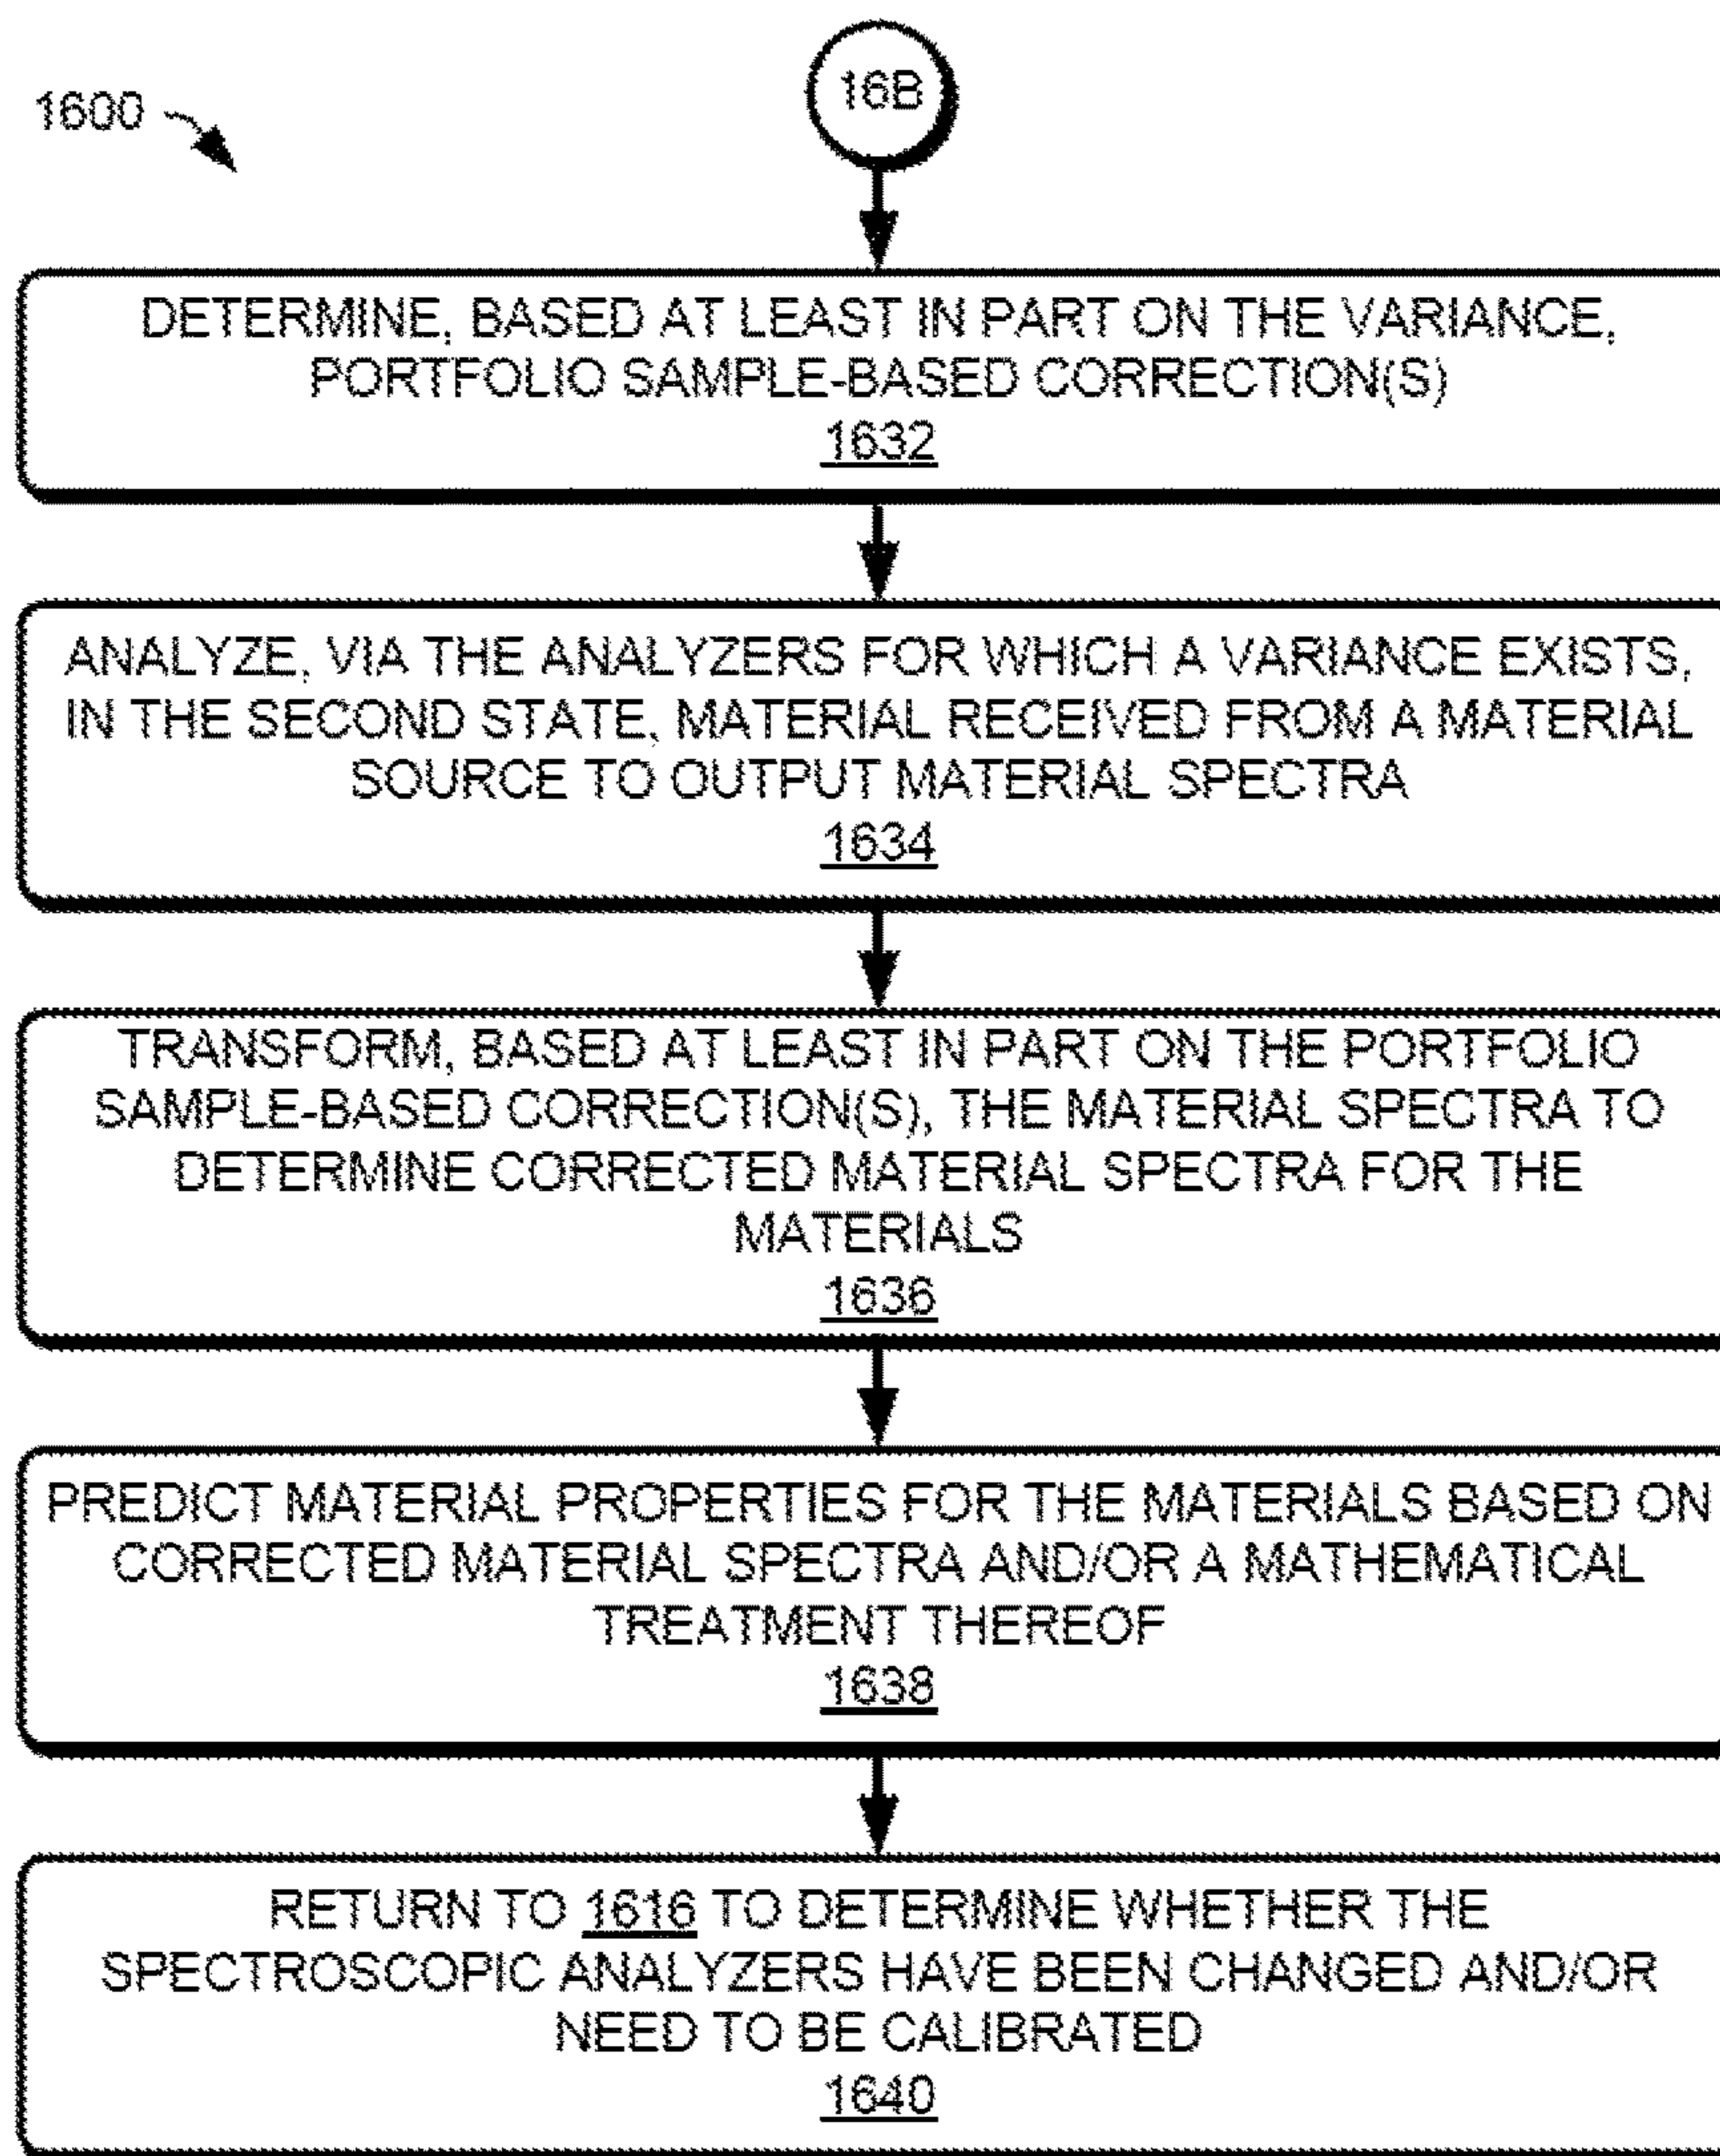 16B
1600
DETERMINE, BASED AT LEAST IN PART ON THE VARIANCE,
PORTFOLIO SAMPLE-BASED CORRECTION(S)
1632
ANALYZE, VIA THE ANALYZERS FOR WHICH A VARIANCE EXISTS,
IN THE SECOND STATE, MATERIAL RECEIVED FROM A MATERIAL
SOURCE TO OUTPUT MATERIAL SPECTRA
1634
TRANSFORM, BASED AT LEAST IN PART ON THE PORTFOLIO
SAMPLE-BASED CORRECTION(S), THE MATERIAL SPECTRA TO
DETERMINE CORRECTED MATERIAL SPECTRA FOR THE
MATERIALS
1636
PREDICT MATERIAL PROPERTIES FOR THE MATERIALS BASED ON
CORRECTED MATERIAL SPECTRA AND/OR A MATHEMATICAL
TREATMENT THEREOF
1638
RETURN TO 1616 TO DETERMINE WHETHER THE
SPECTROSCOPIC ANALYZERS HAVE BEEN CHANGED AND/OR
NEED TO BE CALIBRATED
1640